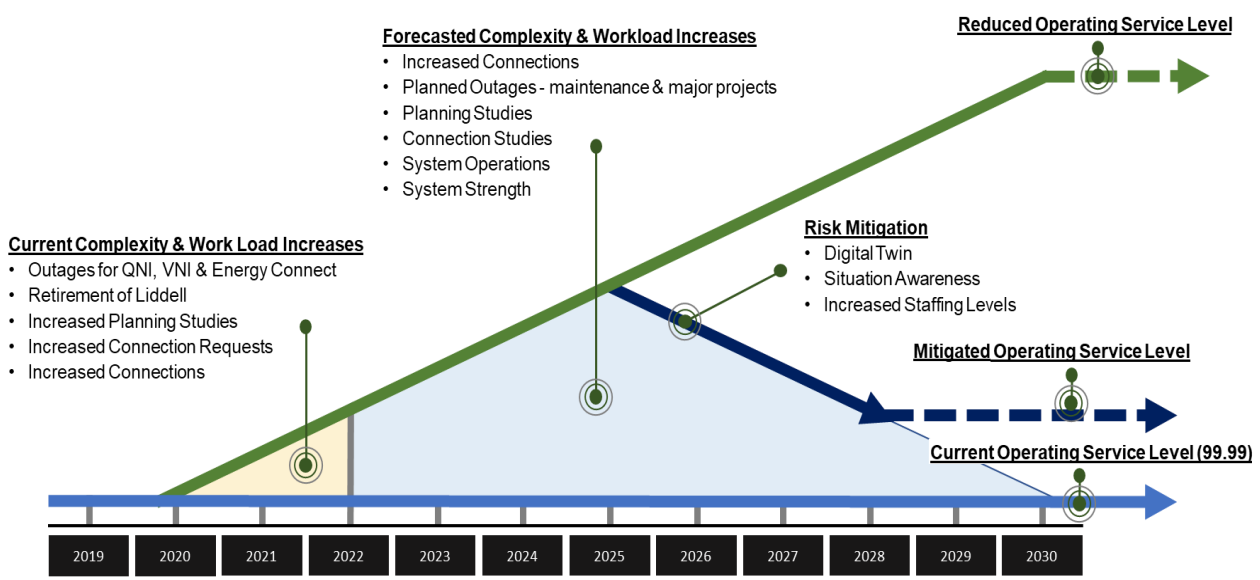 Reduced Operating Service Level
Forecasted Complexity & Workload Increases
• Increased Connections
• Planned Outages - maintenance & major projects
• Planning Studies
• Connection Studies
• System Operations
• System Strength
Current Complexity & Work Load Increases
• Outages for QNI, VNI & Energy Connect
• Retirement of Liddell
• Increased Planning Studies
• Increased Connection Requests
• Increased Connections
Risk Mitigation
• Digital Twin
• Situation Awareness
• Increased Staffing Levels
Mitigated Operating Service Level
Current Operating Service Level (99.99)
2019 2020 2021 2022 2023 2024 2025 2026 2027 2028 2029 2030